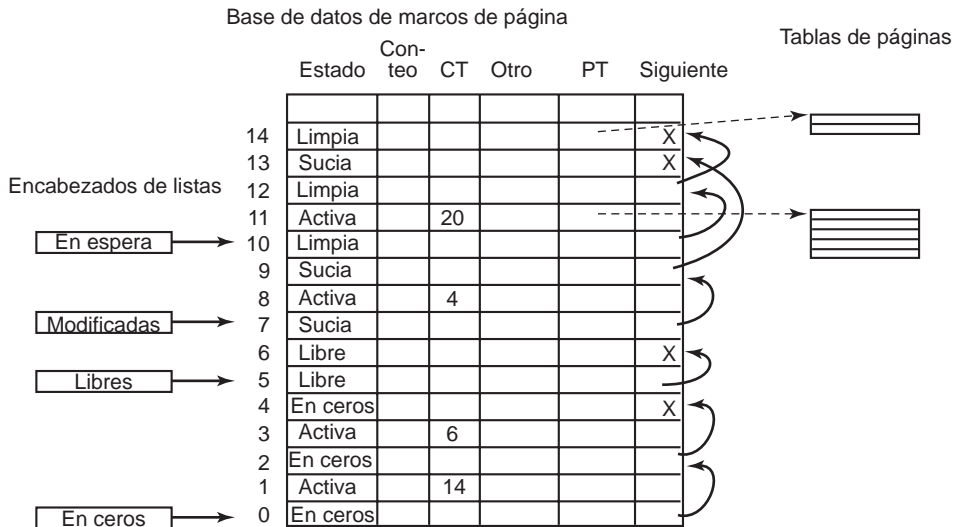 Base de datos de marcos de página
Tablas de páginas
Con-
Estado teo CT Otro PT Siguiente
14 Limpia X
13 Sucia X
Encabezados de listas
12 Limpia
11 Activa 20
En espera 10 Limpia
9 Sucia
8 Activa 4
Modificadas 7 Sucia
6 Libre X
Libres 5 Libre
4 En ceros X
3 Activa 6
2 En ceros
1 Activa 14
En ceros 0 En ceros